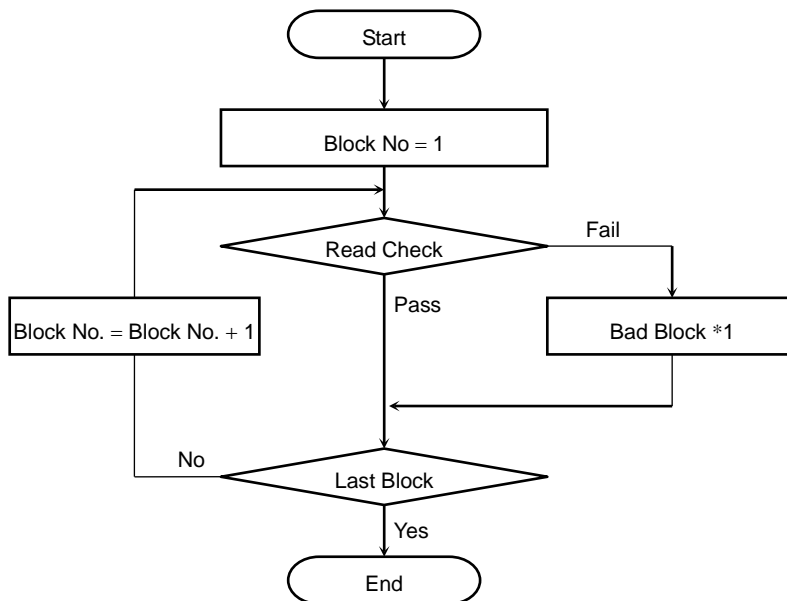 Start
Block No = 1
Read Check
Fail
Pass
Block No. = Block No. + 1
Bad Block *1
No
Last Block
Yes
End